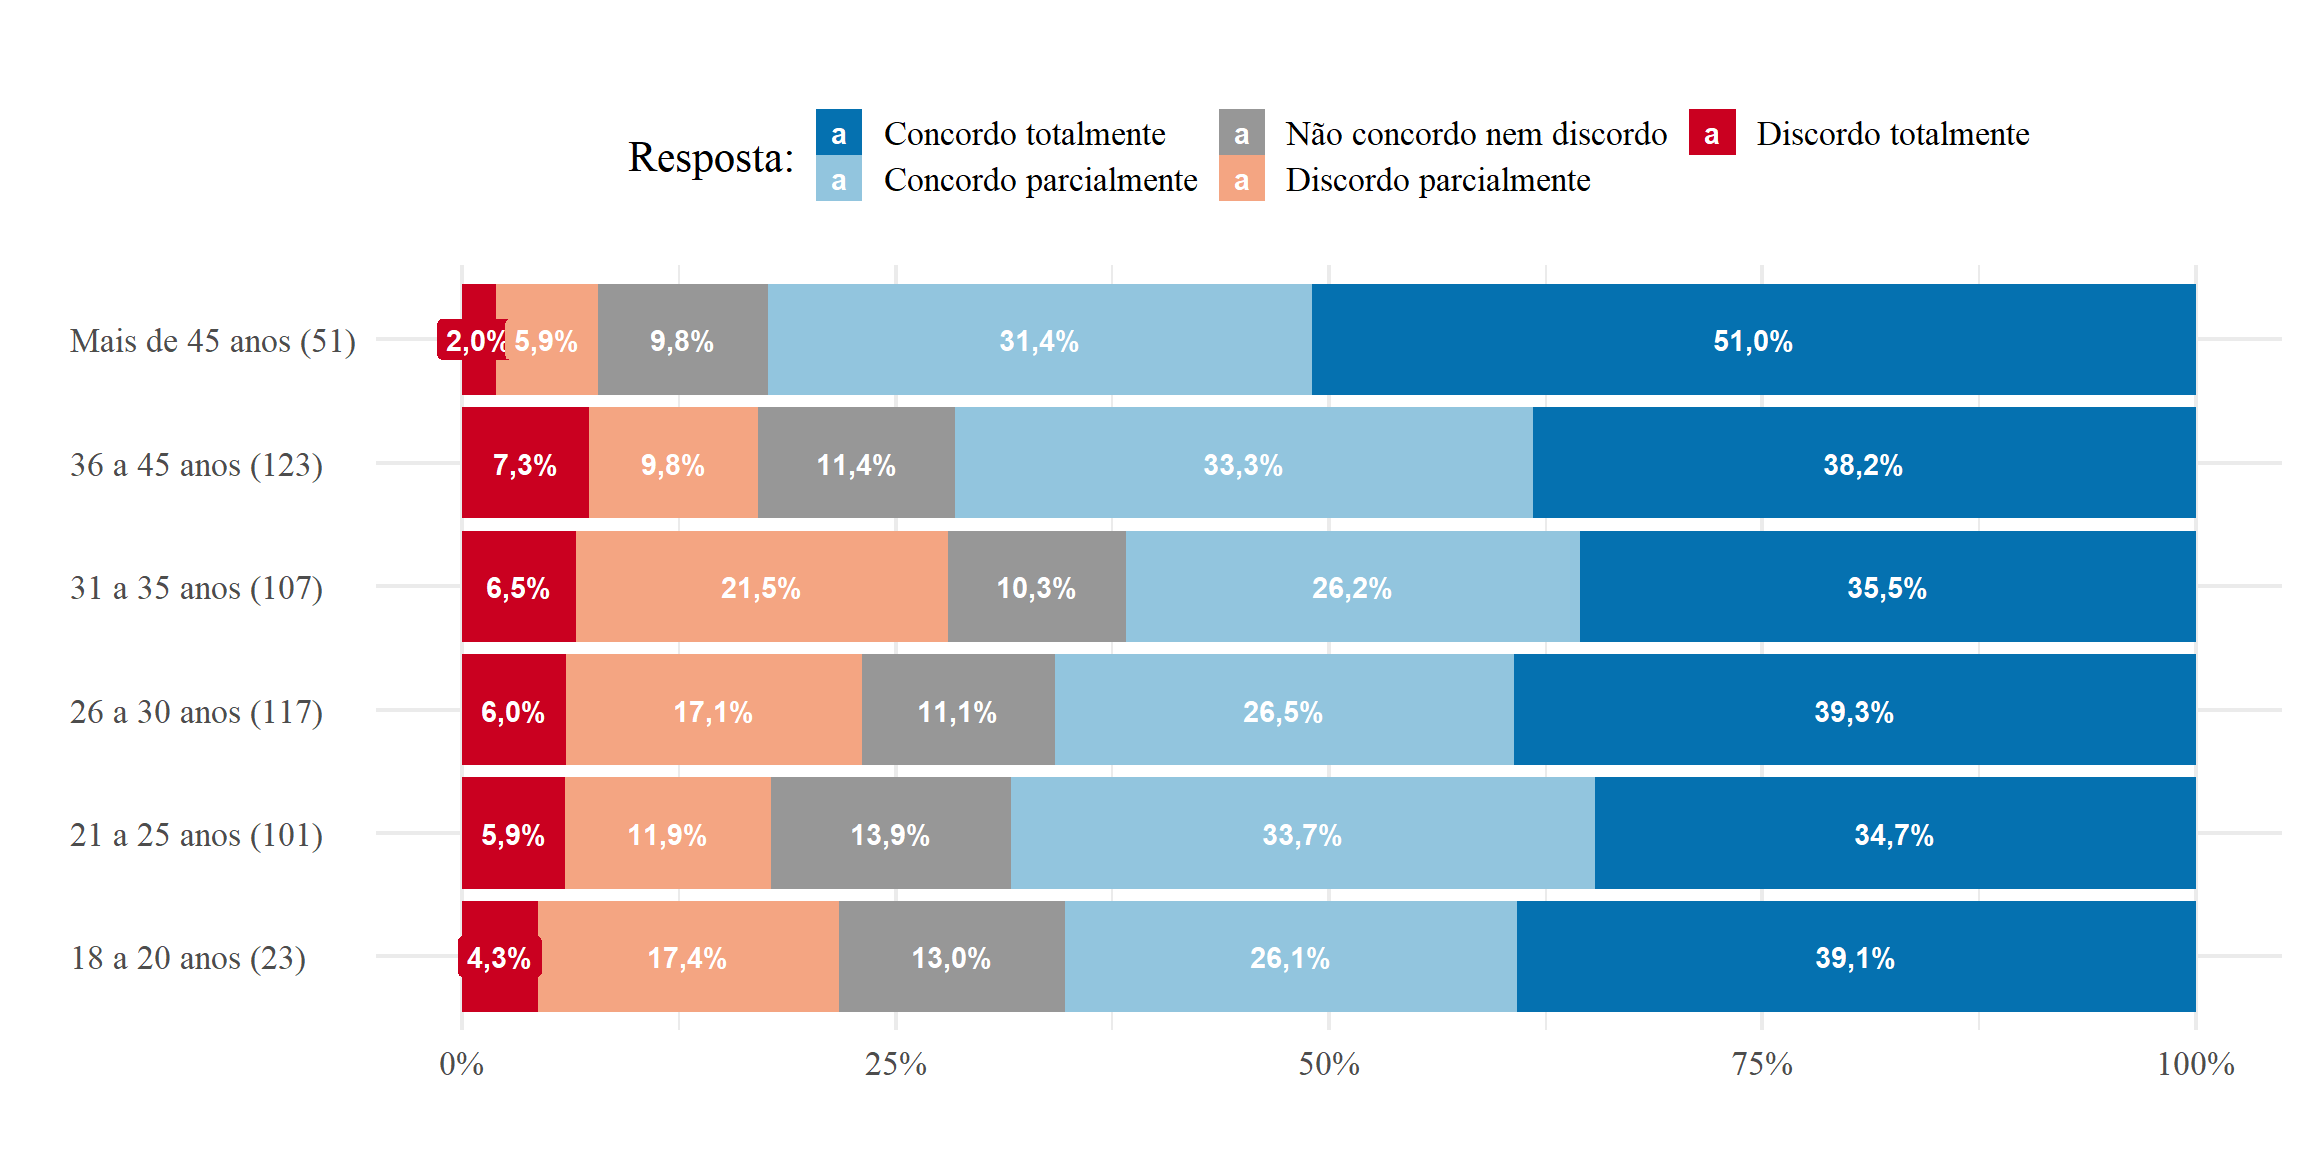 Resposta:
a Concordo totalmente a Não concordo nem discordo a Discordo totalmente
a Concordo parcialmente a Discordo parcialmente
Mais de 45 anos (51) 2,0% 5,9% 9,8% 31,4% 51,0%
36 a 45 anos (123) 7,3% 9,8% 11,4% 33,3% 38,2%
31 a 35 anos (107) 6,5% 21,5% 10,3% 26,2% 35,5%
26 a 30 anos (117) 6,0% 17,1% 11,1% 26,5% 39,3%
21 a 25 anos (101) 5,9% 11,9% 13,9% 33,7% 34,7%
18 a 20 anos (23) 4,3% 17,4% 13,0% 26,1% 39,1%
0% 25% 50% 75% 100%